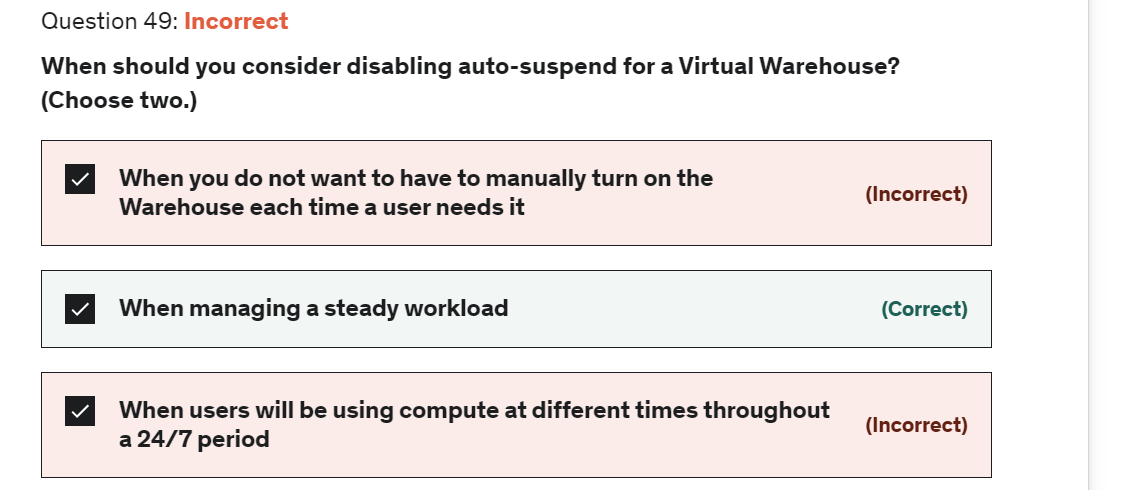 Question 49: Incorrect
When should you consider disabling auto-suspend for a Virtual Warehouse?
(Choose two.)
When you do not want to have to manually turn on the
Warehouse each time a user needs it
(Incorrect)
When managing a steady workload
(Correct)
When users will be using compute at different times throughout
a 24/7 period
(Incorrect)